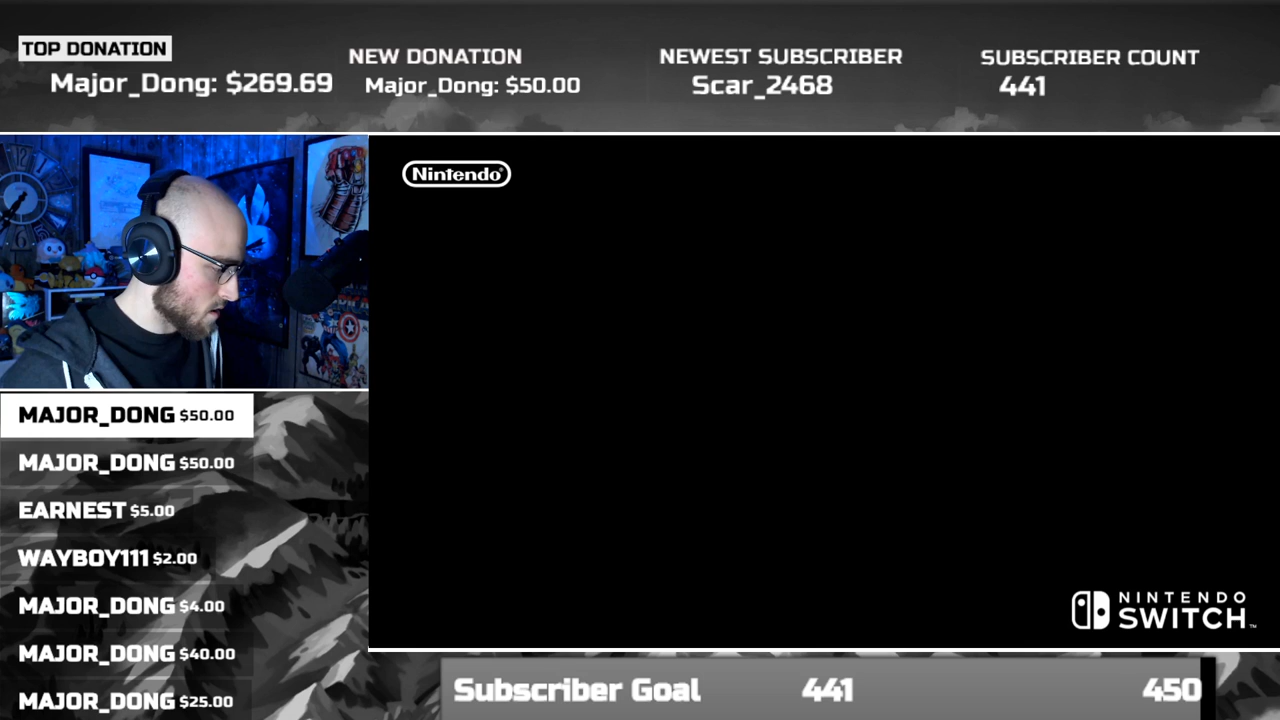 TOP DONATION
Major_Dong: $269.69
NEW DONATION
Major_Dong: $50.00
NEWEST SUBSCRIBER
Scar_2468
SUBSCRIBER COUNT
441
Nintendo®
MAJOR_DONG $50.00
MAJOR_DONG $50.00
EARNEST $5.00
WAYBOY111 $2.00
MAJOR_DONG $4.00
MAJOR_DONG $40.00
MAJOR_DONG $25.00
NINTENDO
SWITCH™
Subscriber Goal 441 450